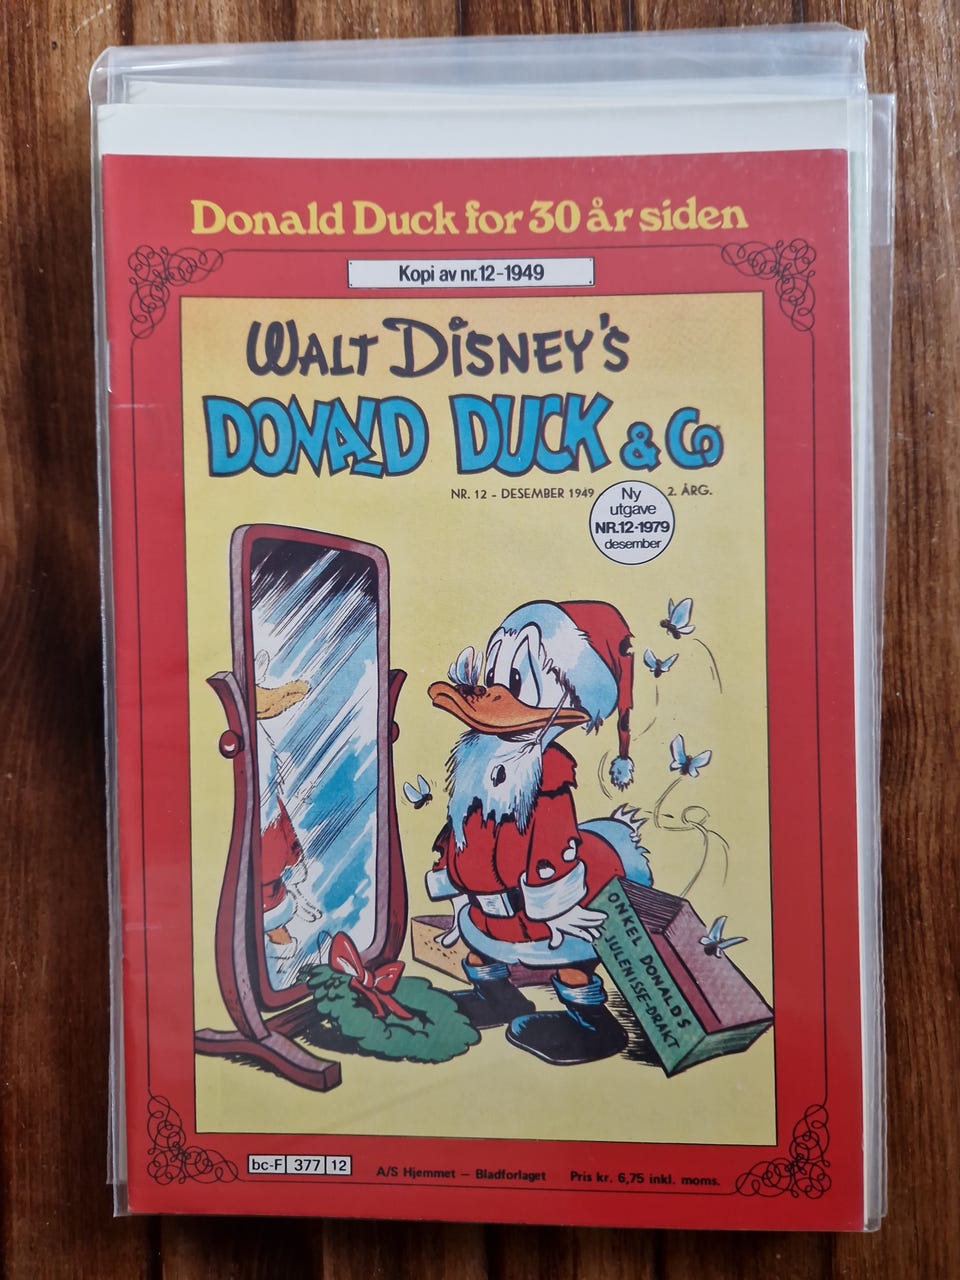 Donald Duck for 30 år siden
Kopi av nr. 12-1949
WALT DISNEY'S
DONALD DUCK & CO
NR. 12 - DESEMBER 1949
2. ÅRG.
Ny
utgave
NR.12-1979
desember
ONKEL DONALDS
JULENISSE-DRAKT
bc-F 377 12
A/S Hjemmet — Bladforlaget
Pris kr. 6,75 inkl. moms.